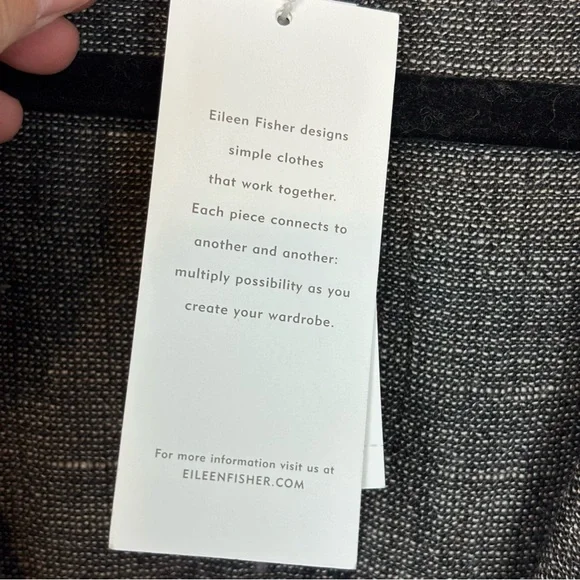 Eileen Fisher designs
simple clothes
that work together.
Each piece connects to
another and another:
multiply possibility as you
create your wardrobe.
For more information visit us at
EILEENFISHER.COM